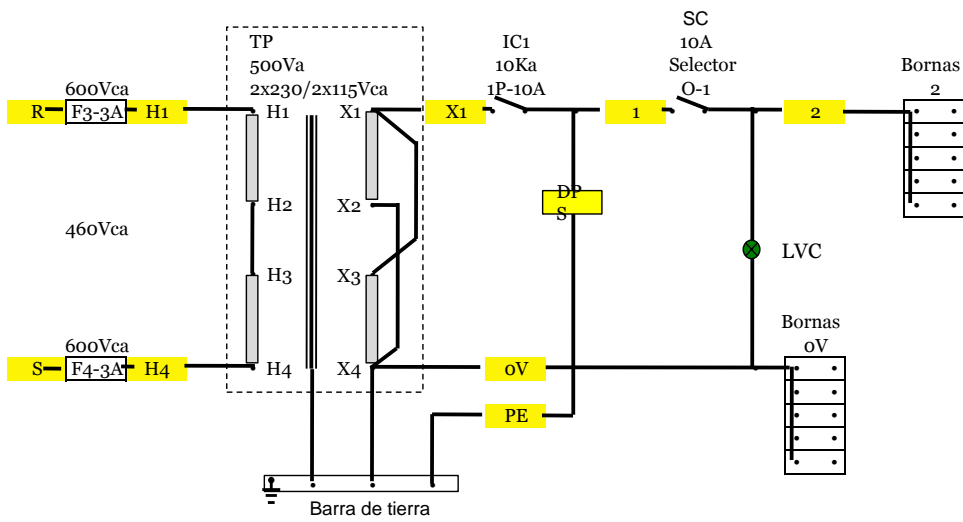 TP
500Va
2x230/2x115Vca
IC1
10Ka
1P-10A
SC
10A
Selector
0-1
Bornas
2
600Vca
R
F3-3A
H1
H1
X1
X1
1
2
DP
S
H2
X2
460Vca
H3
X3
LVC
Bornas
0V
600Vca
S
F4-3A
H4
H4
X4
0V
PE
Barra de tierra